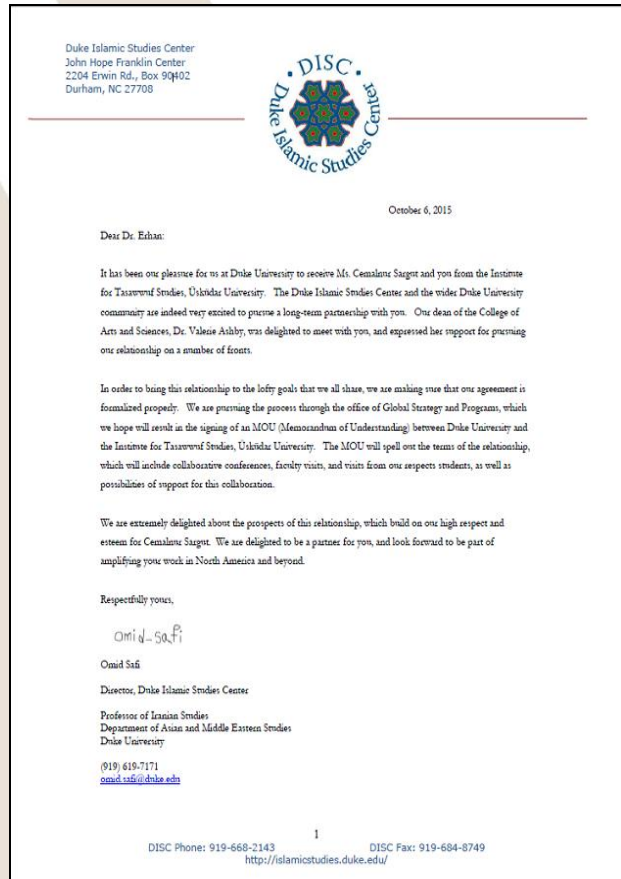 Duke Islamic Studies Center
John Hope Franklin Center
2204 Erwin Rd., Box 90402
Durham, NC 27708
• DISC •
Duke Islamic Studies Center
October 6, 2015
Dear Dr. Erhan:
It has been our pleasure for us at Duke University to receive Ms. Cemalnur Sargut and you from the Institute
for Tasawwuf Studies, Üsküdar University. The Duke Islamic Studies Center and the wider Duke University
community are indeed very excited to pursue a long-term partnership with you. Our dean of the College of
Arts and Sciences, Dr. Valerie Ashby, was delighted to meet with you, and expressed her support for pursuing
our relationship on a number of fronts.
In order to bring this relationship to the lofty goals that we all share, we are making sure that our agreement is
formalized properly. We are pursuing the process through the office of Global Strategy and Programs, which
we hope will result in the signing of an MOU (Memorandum of Understanding) between Duke University and
the Institute for Tasawwuf Studies, Üsküdar University. The MOU will spell out the terms of the relationship,
which will include collaborative conferences, faculty visits, and visits from our respects students, as well as
possibilities of support for this collaboration.
We are extremely delighted about the prospects of this relationship, which build on our high respect and
esteem for Cemalnur Sargut. We are delighted to be a partner for you, and look forward to be part of
amplifying your work in North America and beyond.
Respectfully yours,
omid_safi
Omid Safi
Director, Duke Islamic Studies Center
Professor of Iranian Studies
Department of Asian and Middle Eastern Studies
Duke University
(919) 619-7171
omid.safi@duke.edu
1
DISC Phone: 919-668-2143 DISC Fax: 919-684-8749
http://islamicstudies.duke.edu/